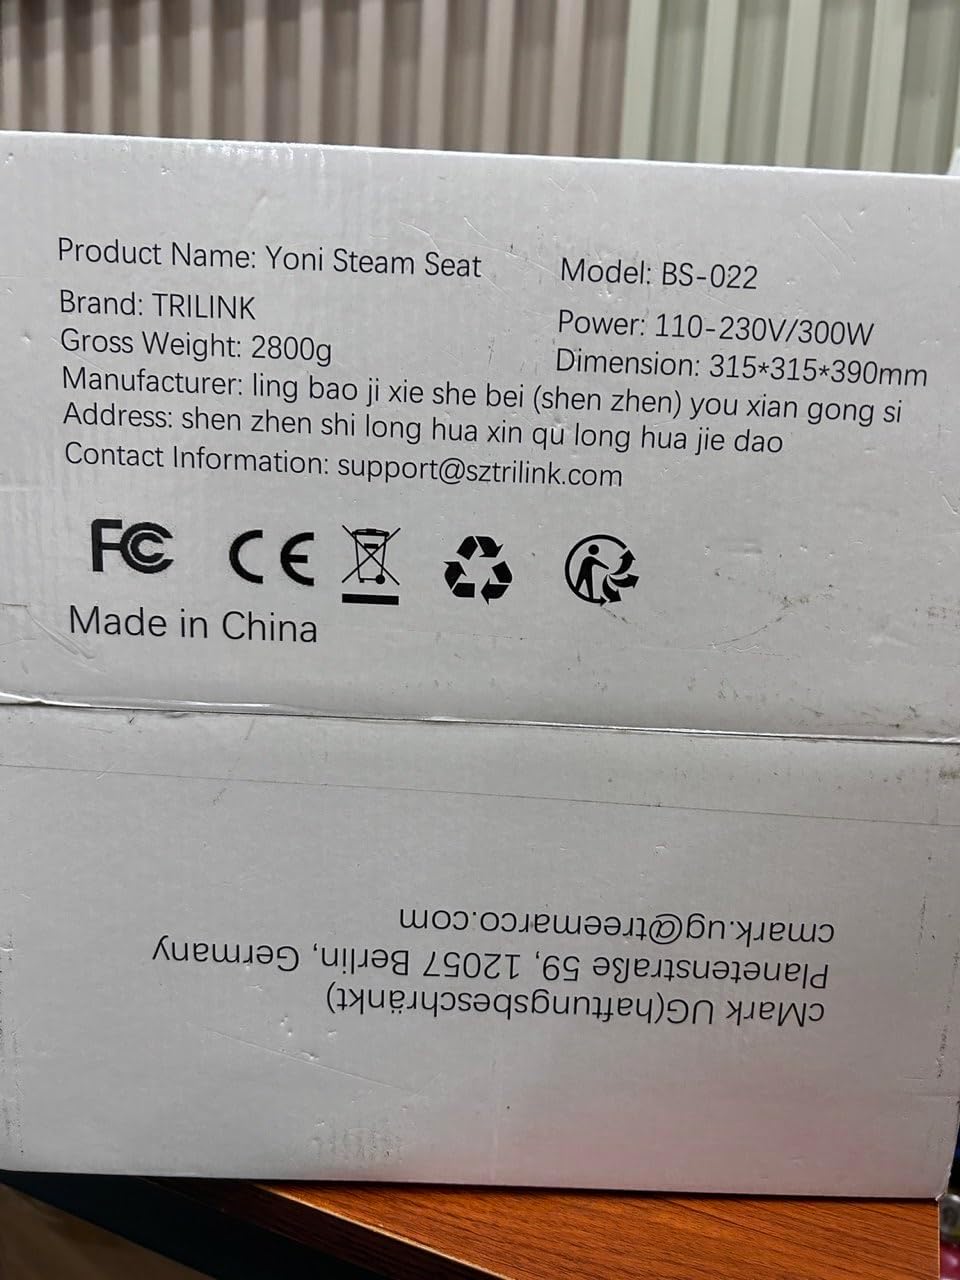 Product Name: Yoni Steam Seat
Model: BS-022
Brand: TRILINK
Power: 110-230V/300W
Gross Weight: 2800g
Dimension: 315*315*390mm
Manufacturer: ling bao ji xie she bei (shen zhen) you xian gong si
Address: shen zhen shi long hua xin qu long hua jie dao
Contact Information: support@sztrilink.com
FC CE
Made in China
cMark UG(haftungsbeschränkt)
Planetenstraße 59, 12057 Berlin, Germany
cmark.ug@treemarco.com